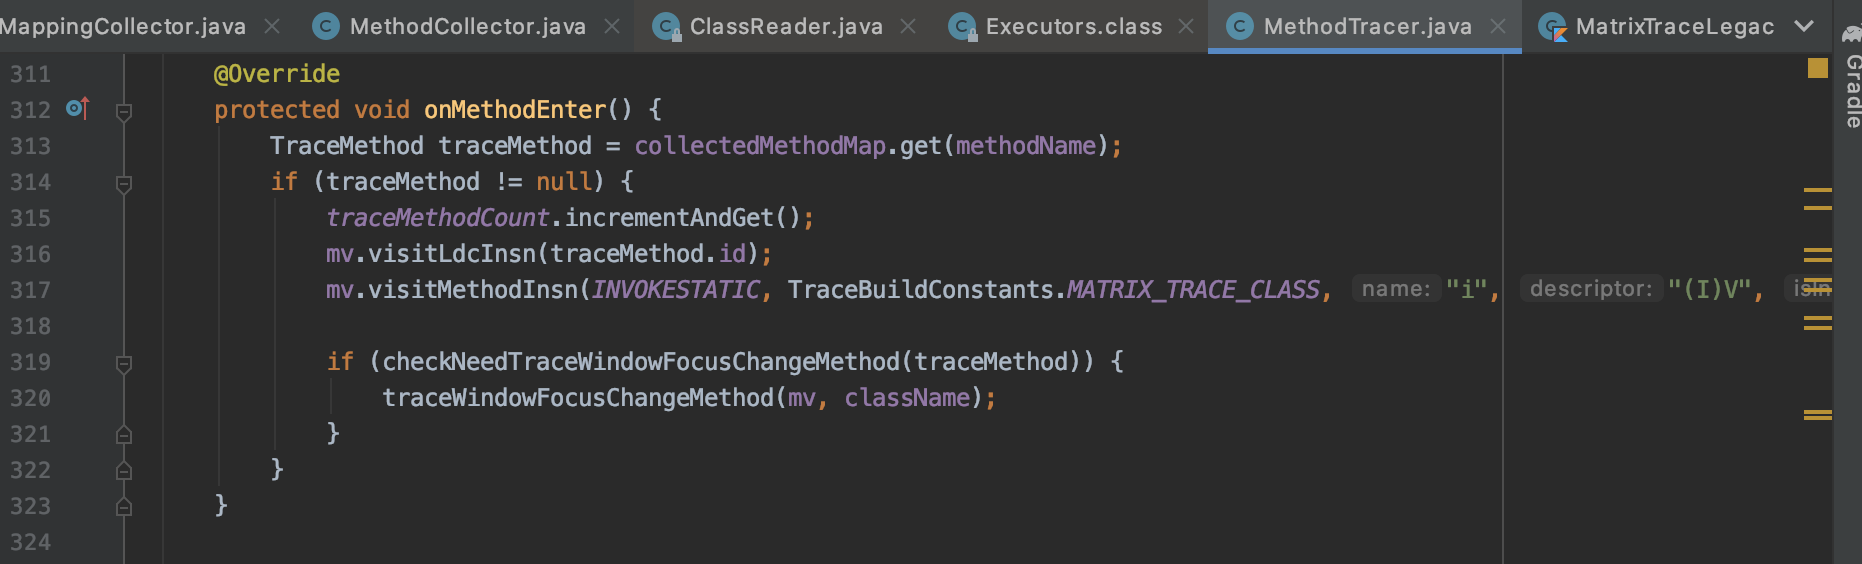 MappingCollector.java MethodCollector.java ClassReader.java Executors.class MethodTracer.java MatrixTraceLegac
Gradle
311 @Override
312 protected void onMethodEnter() {
313 TraceMethod traceMethod = collectedMethodMap.get(methodName);
314 if (traceMethod != null) {
315 traceMethodCount.incrementAndGet();
316 mv.visitLdcInsn(traceMethod.id);
317 mv.visitMethodInsn(INVOKESTATIC, TraceBuildConstants.MATRIX_TRACE_CLASS, name: "i", descriptor: "(I)V", isIn
318
319 if (checkNeedTraceWindowFocusChangeMethod(traceMethod)) {
320 traceWindowFocusChangeMethod(mv, className);
321 }
322 }
323 }
324